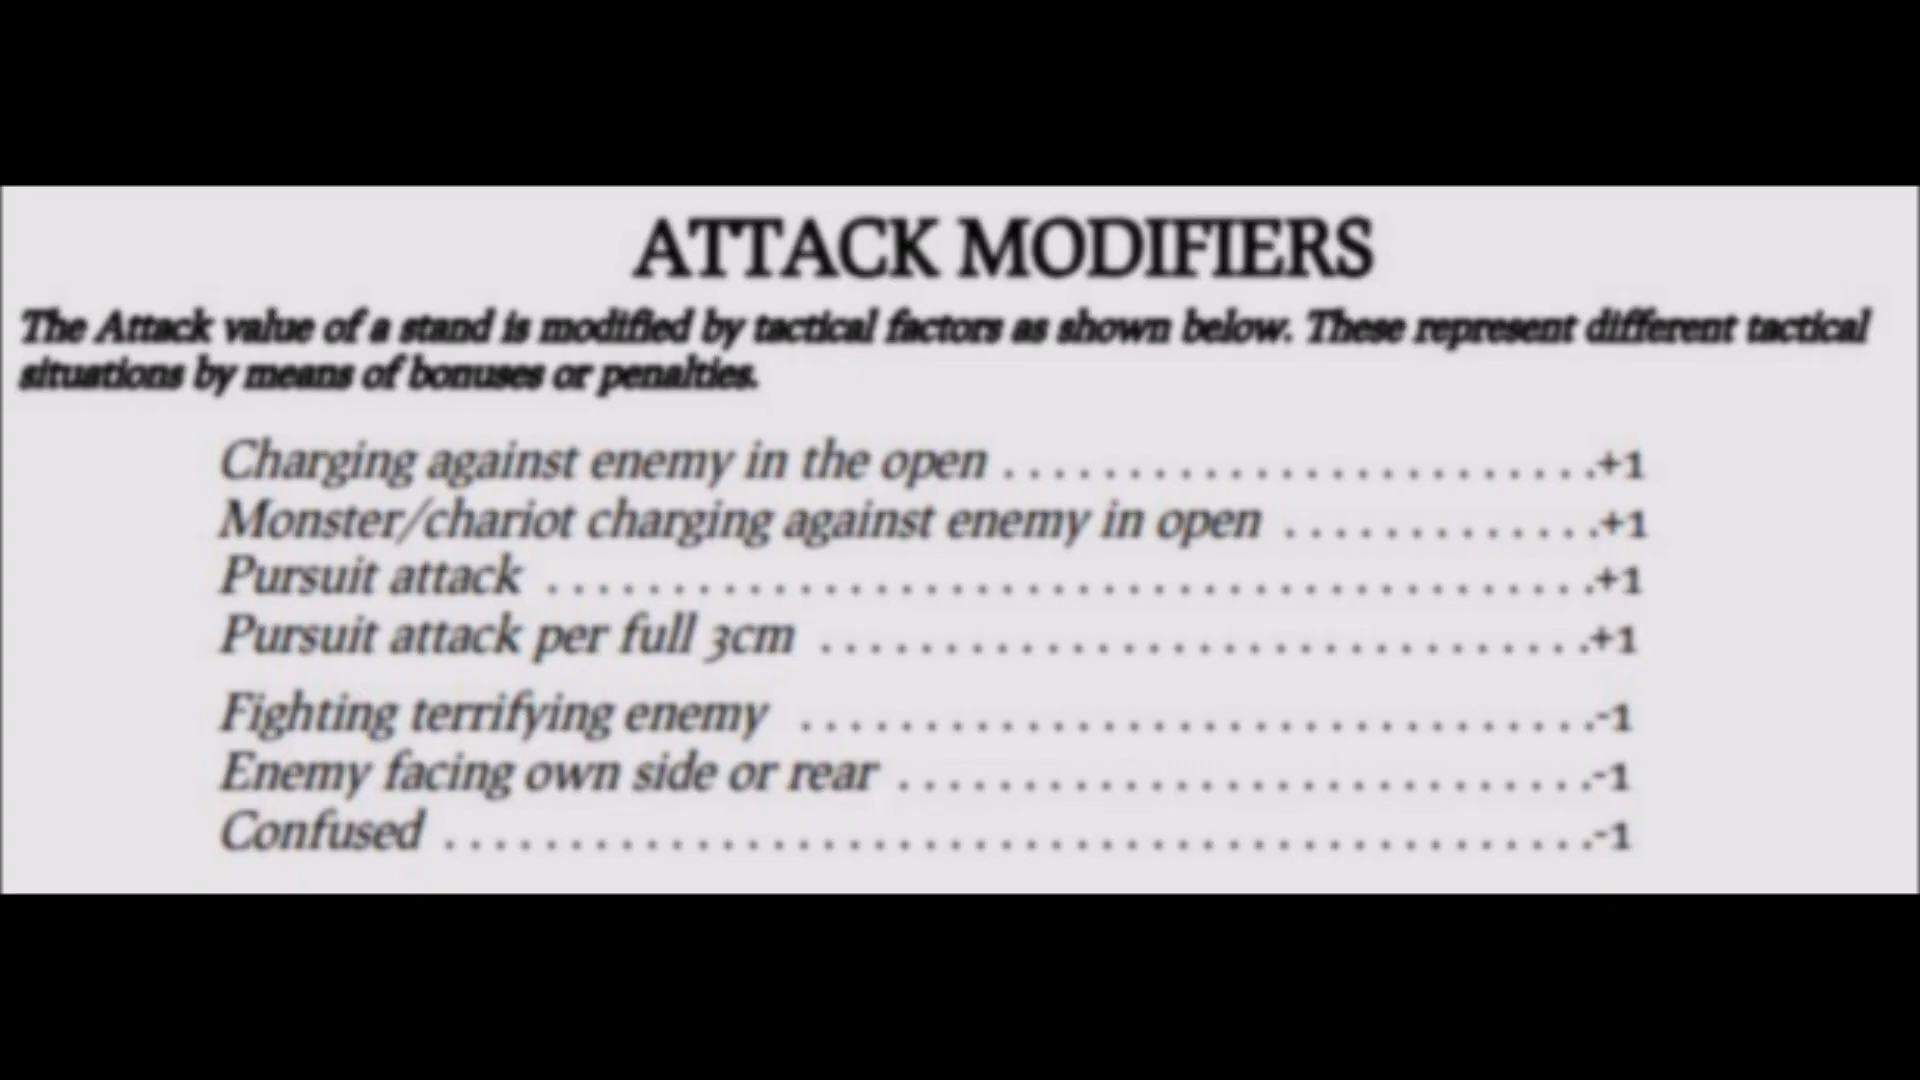 ATTACK MODIFIERS
The Attack value of a stand is modified by tactical factors as shown below. These represent different tactical
situations by means of bonuses or penalties.
Charging against enemy in the open . . . . . . . . . . . . . . . . . . . . . . . .+1
Monster/chariot charging against enemy in open . . . . . . . . . . . . .+1
Pursuit attack . . . . . . . . . . . . . . . . . . . . . . . . . . . . . . . . . . . . . . . . . .+1
Pursuit attack per full 3cm . . . . . . . . . . . . . . . . . . . . . . . . . . . . . . .+1
Fighting terrifying enemy . . . . . . . . . . . . . . . . . . . . . . . . . . . . . . . .-1
Enemy facing own side or rear . . . . . . . . . . . . . . . . . . . . . . . . . . . .-1
Confused . . . . . . . . . . . . . . . . . . . . . . . . . . . . . . . . . . . . . . . . . . . . . .-1